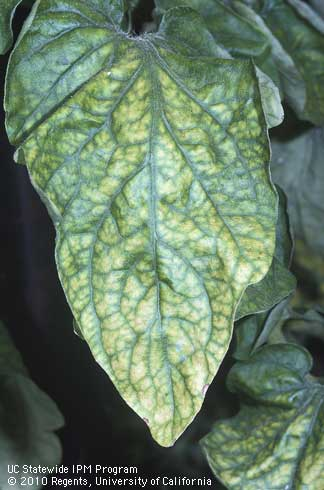 UC Statewide IPM Program
© 2010 Regents, University of California